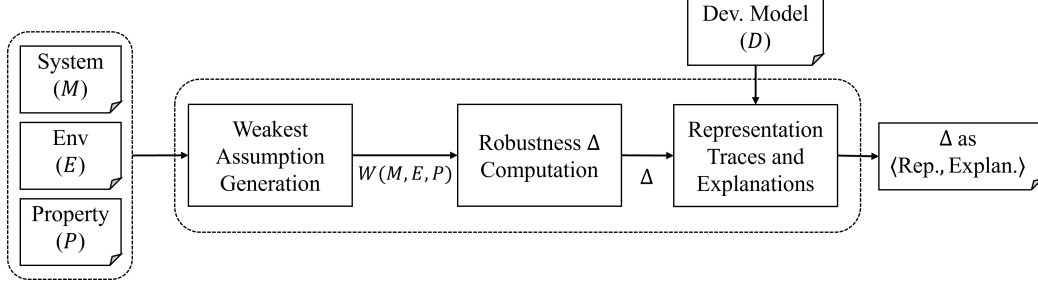 Dev. Model
(D)
System
(M)
Env
(E)
Property
(P)
Weakest
Assumption
Generation
W(M, E, P)
Robustness Δ
Computation
Δ
Representation
Traces and
Explanations
Δ as
⟨Rep., Explan.⟩